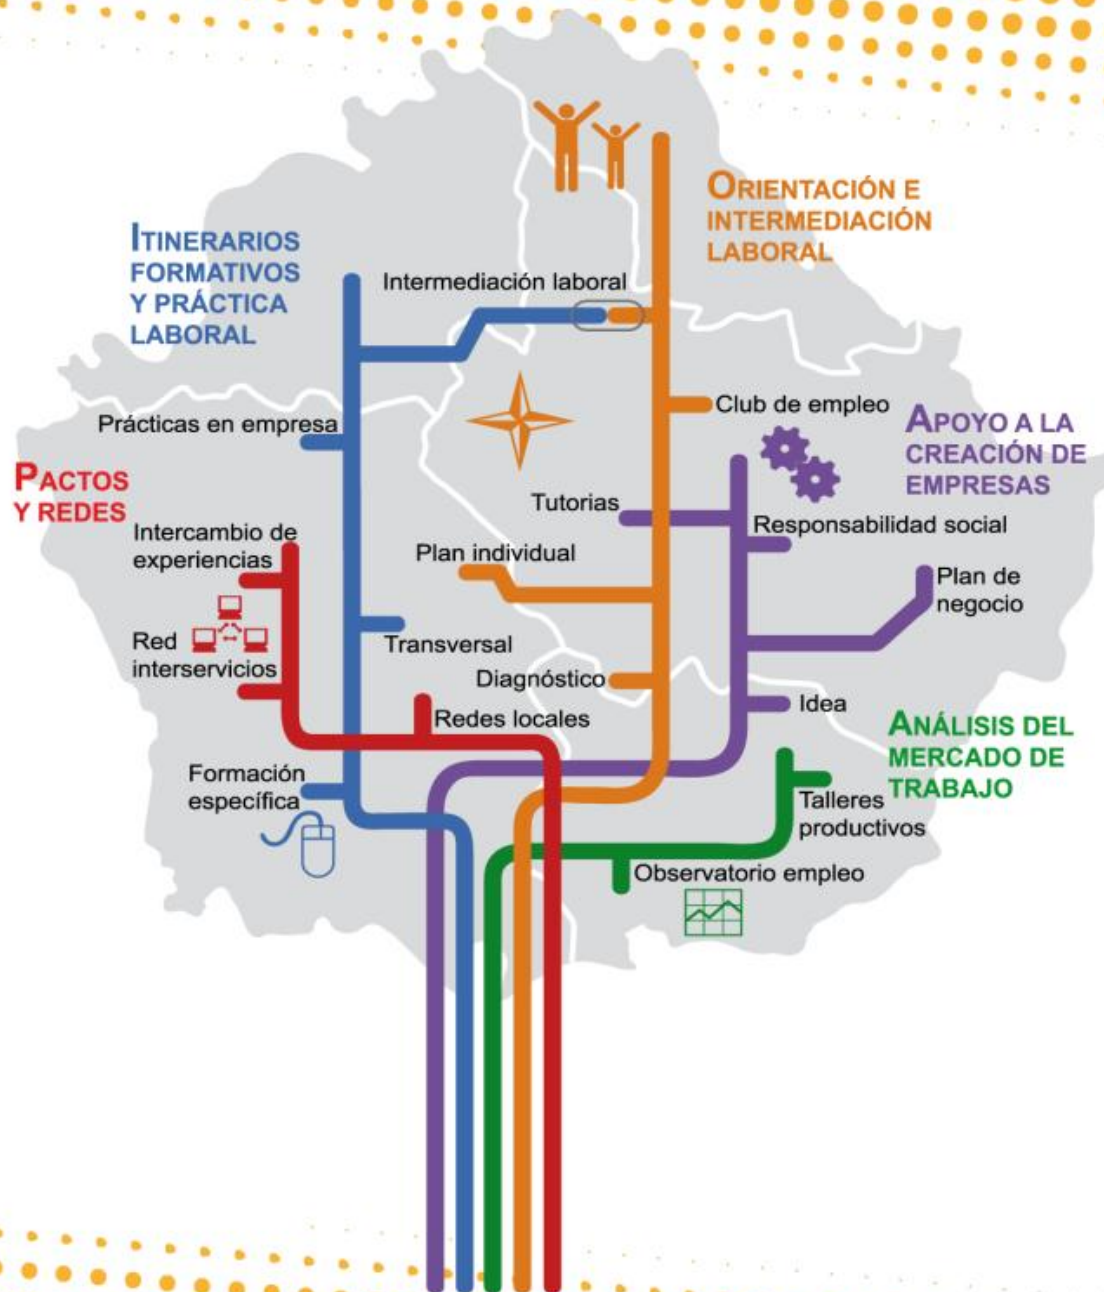 ORIENTACIÓN E
INTERMEDIACIÓN
LABORAL
ITINERARIOS
FORMATIVOS
Y PRÁCTICA
LABORAL
Intermediación laboral
Club de empleo
Prácticas en empresa
APOYO A LA
CREACIÓN DE
EMPRESAS
PACTOS
Y REDES
Tutorias
Responsabilidad social
Intercambio de
experiencias
Plan individual
Plan de
negocio
Red
interservicios
Transversal
Diagnóstico
Idea
Redes locales
ANÁLISIS DEL
MERCADO DE
TRABAJO
Formación
específica
Talleres
productivos
Observatorio empleo